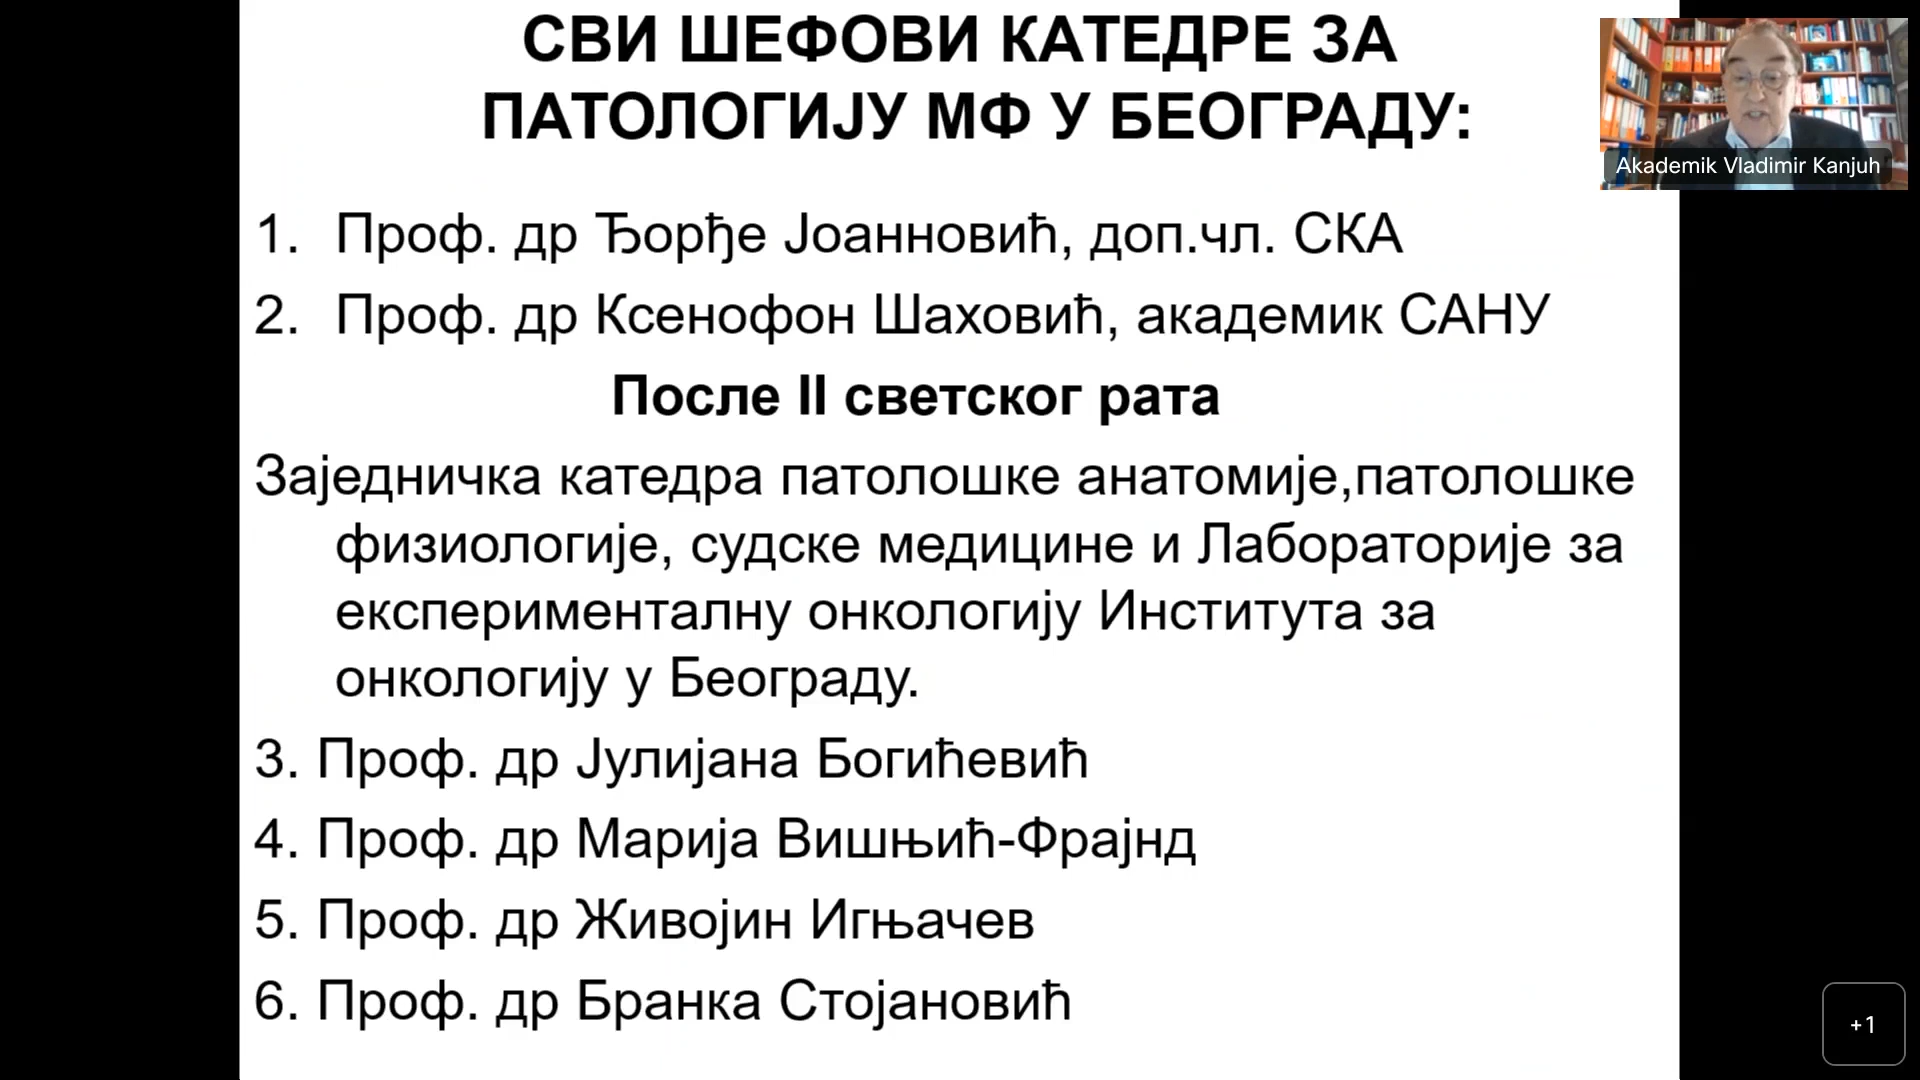 СВИ ШЕФОВИ КАТЕДРЕ ЗА
ПАТОЛОГИЈУ МФ У БЕОГРАДУ:
Akademik Vladimir Kanjuh
1. Проф. др Ђорђе Јоанновић, доп.чл. СКА
2. Проф. др Ксенофон Шаховић, академик САНУ
После II светског рата
Заједничка катедра патолошке анатомије,патолошке
физиологије, судске медицине и Лабораторије за
експерименталну онкологију Института за
онкологију у Београду.
3. Проф. др Јулијана Богићевић
4. Проф. др Марија Вишњић-Фрајнд
5. Проф. др Живојин Игњачев
6. Проф. др Бранка Стојановић
+1